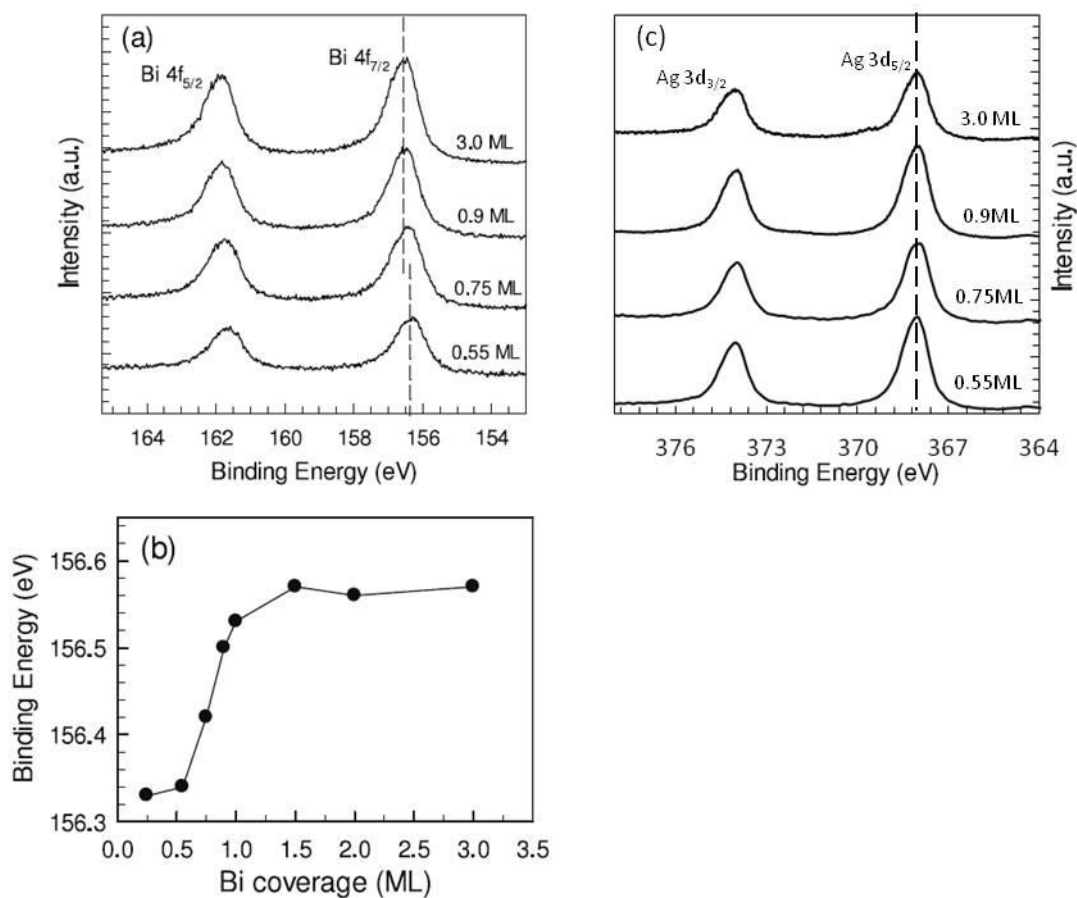 (a)
Bi 4f5/2
Bi 4f7/2
3.0 ML
0.9 ML
0.75 ML
0.55 ML
Intensity (a.u.)
164 162 160 158 156 154
Binding Energy (eV)
(c)
Ag 3d3/2
Ag 3d5/2
3.0 ML
0.9ML
0.75ML
0.55ML
Intensity (a.u.)
376 373 370 367 364
Binding Energy (eV)
(b)
156.6
156.5
156.4
156.3
Binding Energy (eV)
0.0 0.5 1.0 1.5 2.0 2.5 3.0 3.5
Bi coverage (ML)